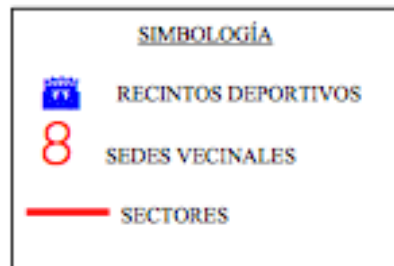 SIMBOLOGÍA
RECINTOS DEPORTIVOS
8 SEDES VECINALES
SECTORES